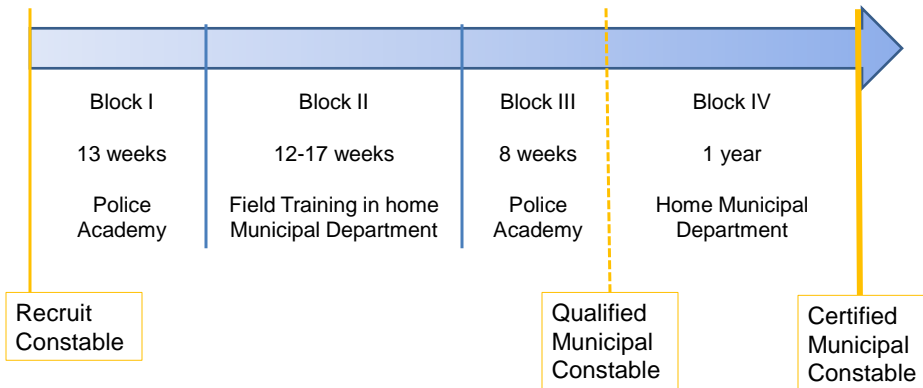 Block I
Block II
Block III
Block IV
13 weeks
12-17 weeks
8 weeks
1 year
Police
Academy
Field Training in home
Municipal Department
Police
Academy
Home Municipal
Department
Recruit
Constable
Qualified
Municipal
Constable
Certified
Municipal
Constable